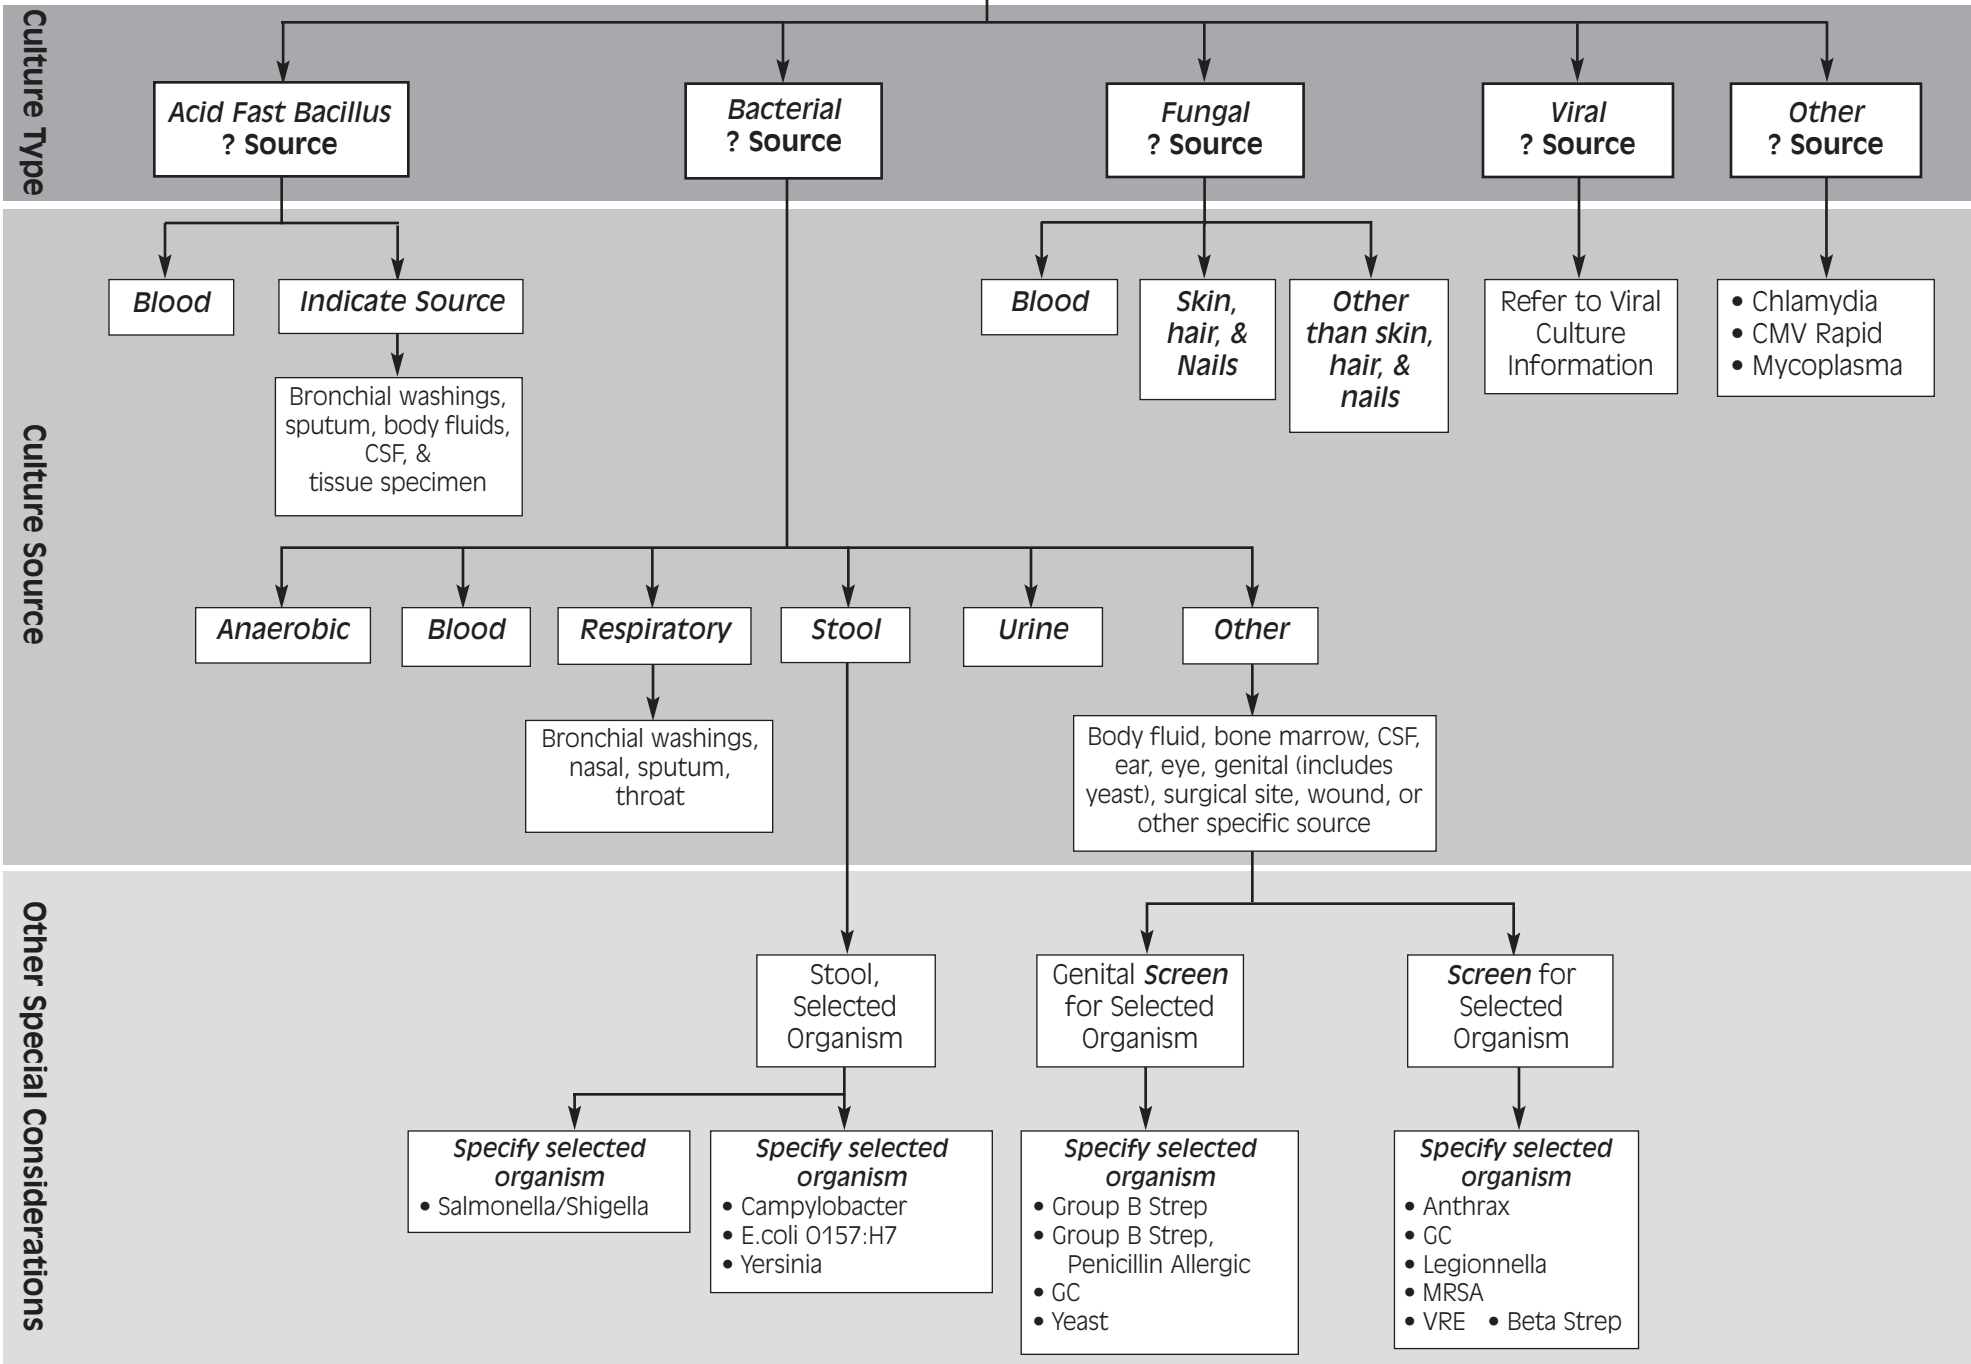 Culture Type
Acid Fast Bacillus
? Source
Bacterial
? Source
Fungal
? Source
Viral
? Source
Other
? Source
Culture Source
Blood
Indicate Source
Bronchial washings,
sputum, body fluids,
CSF, &
tissue specimen
Blood
Skin,
hair, &
Nails
Other
than skin,
hair, &
nails
Refer to Viral
Culture
Information
• Chlamydia
• CMV Rapid
• Mycoplasma
Anaerobic
Blood
Respiratory
Stool
Urine
Other
Bronchial washings,
nasal, sputum,
throat
Body fluid, bone marrow, CSF,
ear, eye, genital (includes
yeast), surgical site, wound, or
other specific source
Other Special Considerations
Stool,
Selected
Organism
Genital Screen
for Selected
Organism
Screen for
Selected
Organism
Specify selected
organism
• Salmonella/Shigella
Specify selected
organism
• Campylobacter
• E.coli 0157:H7
• Yersinia
Specify selected
organism
• Group B Strep
• Group B Strep,
Penicillin Allergic
• GC
• Yeast
Specify selected
organism
• Anthrax
• GC
• Legionnella
• MRSA
• VRE • Beta Strep